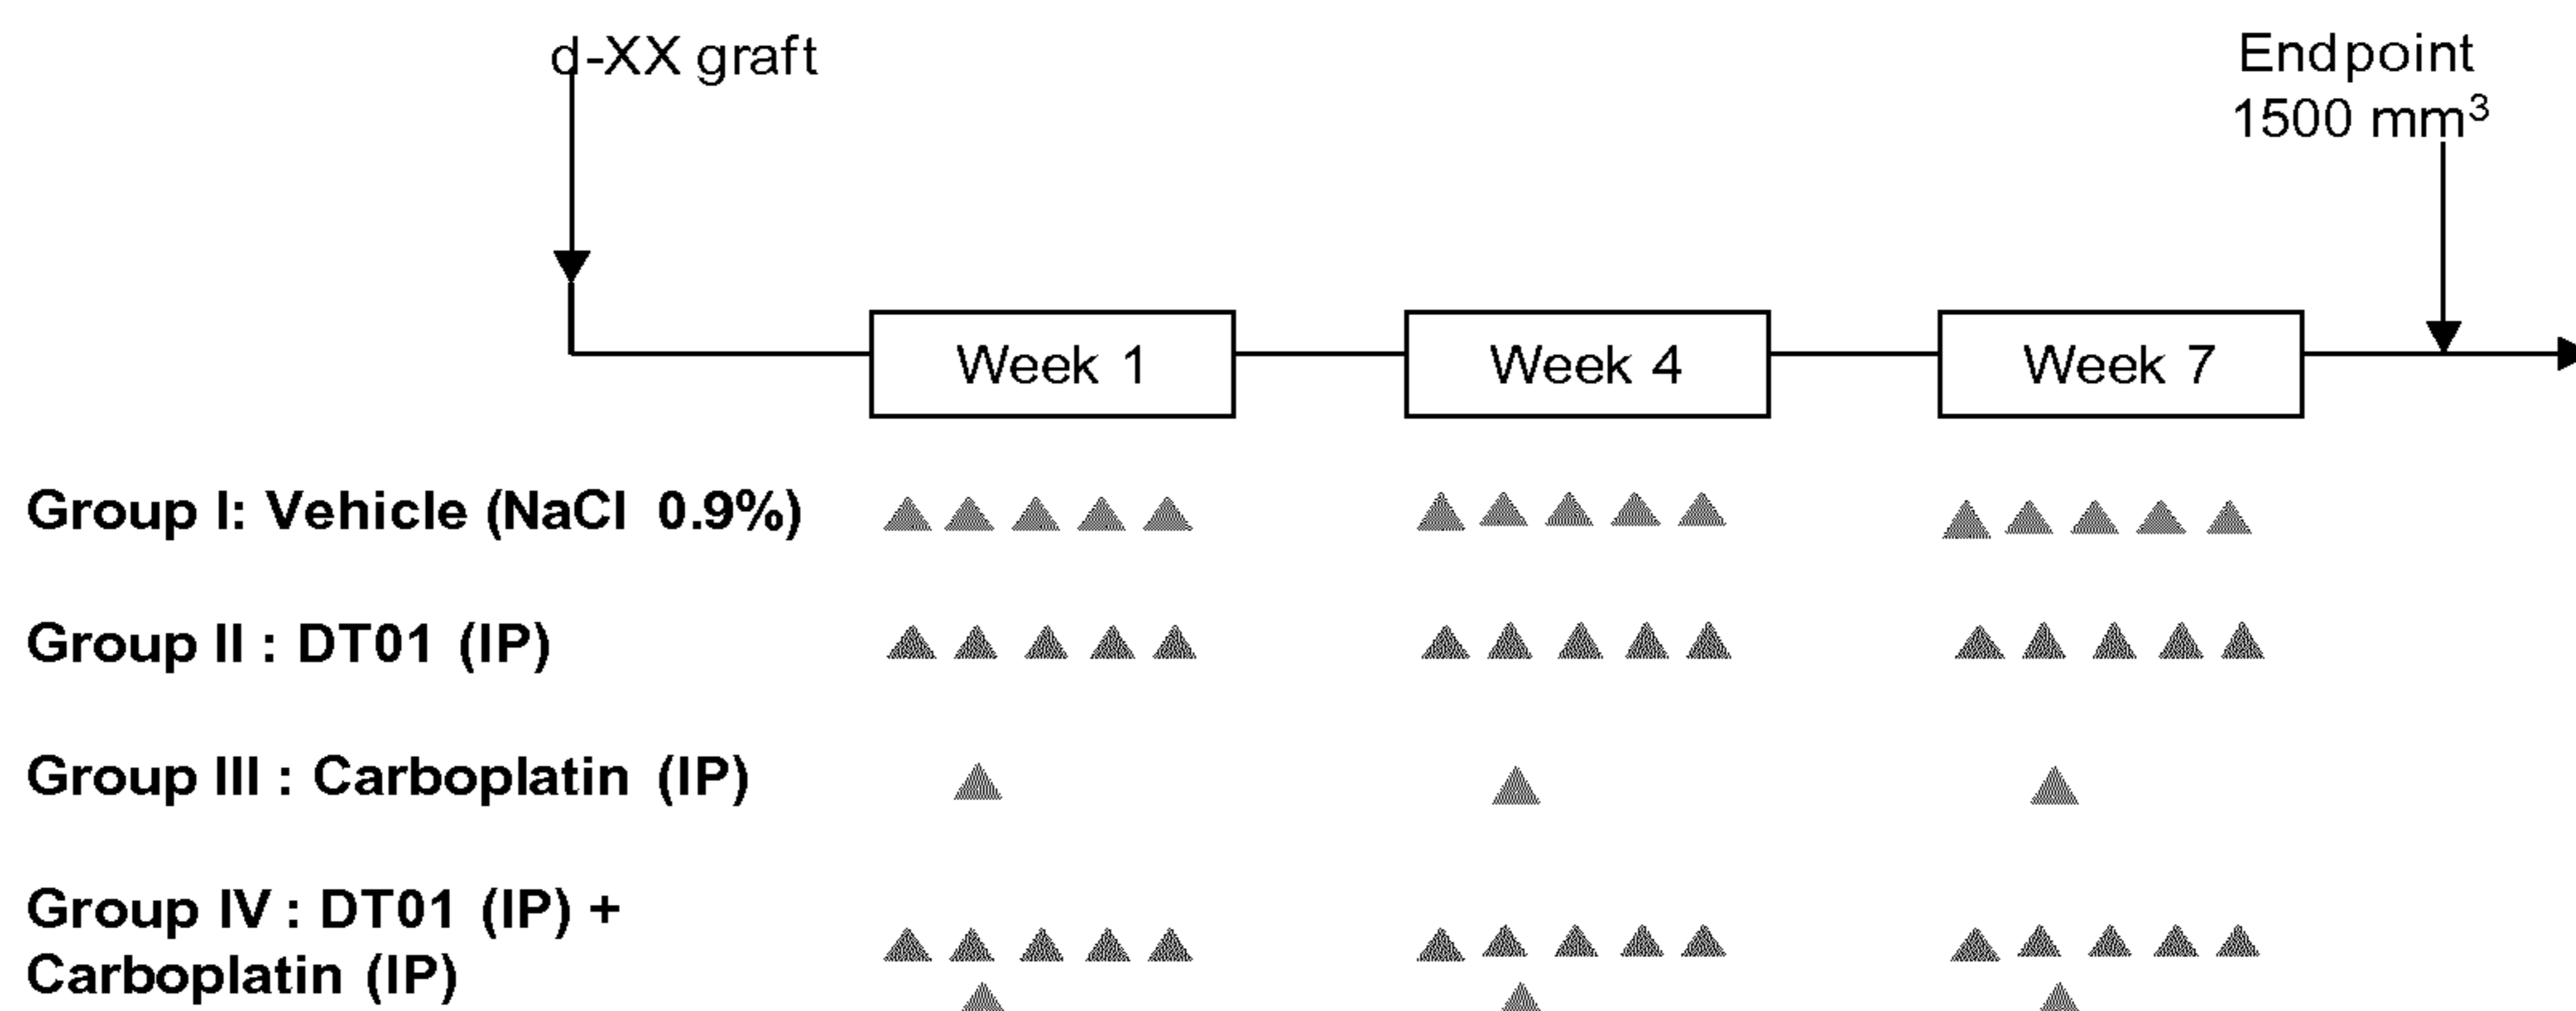 d-XX graft
Endpoint
1500 mm³
Week 1
Week 4
Week 7
Group I: Vehicle (NaCl 0.9%)
Group II : DT01 (IP)
Group III : Carboplatin (IP)
Group IV : DT01 (IP) +
Carboplatin (IP)